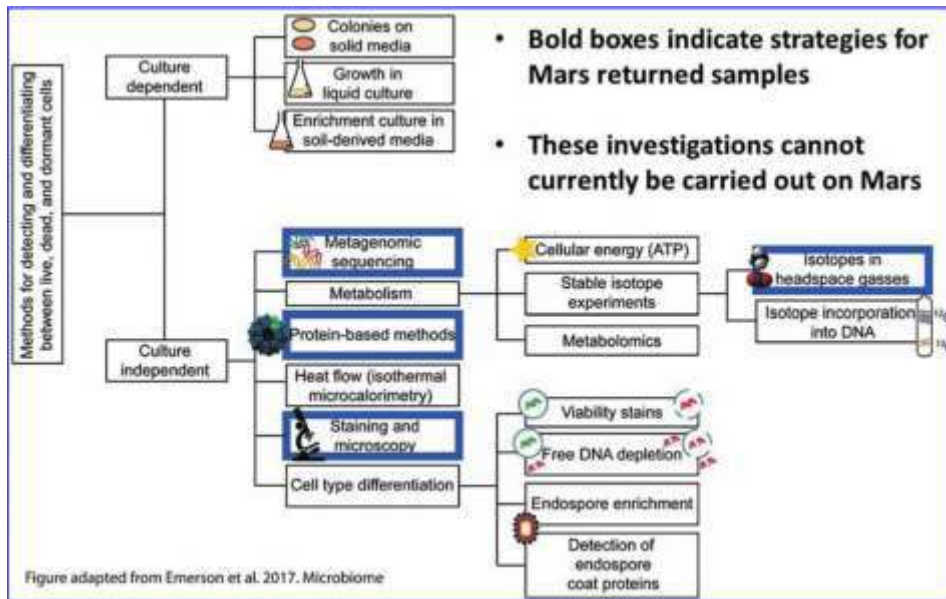 Methods for detecting and differentiating
between live, dead, and dormant cells
Culture
dependent
Colonies on
solid media
Growth in
liquid culture
Enrichment culture in
soil-derived media
• Bold boxes indicate strategies for
Mars returned samples
• These investigations cannot
currently be carried out on Mars
Culture
independent
Metagenomic
sequencing
Metabolism
Protein-based methods
Heat flow (isothermal
microcalorimetry)
Staining and
microscopy
Cell type differentiation
Cellular energy (ATP)
Stable isotope
experiments
Metabolomics
Isotopes in
headspace gasses
Isotope incorporation
into DNA
Viability stains
Free DNA depletion
Endospore enrichment
Detection of
endospore
coat proteins
Figure adapted from Emerson et al. 2017. Microbiome